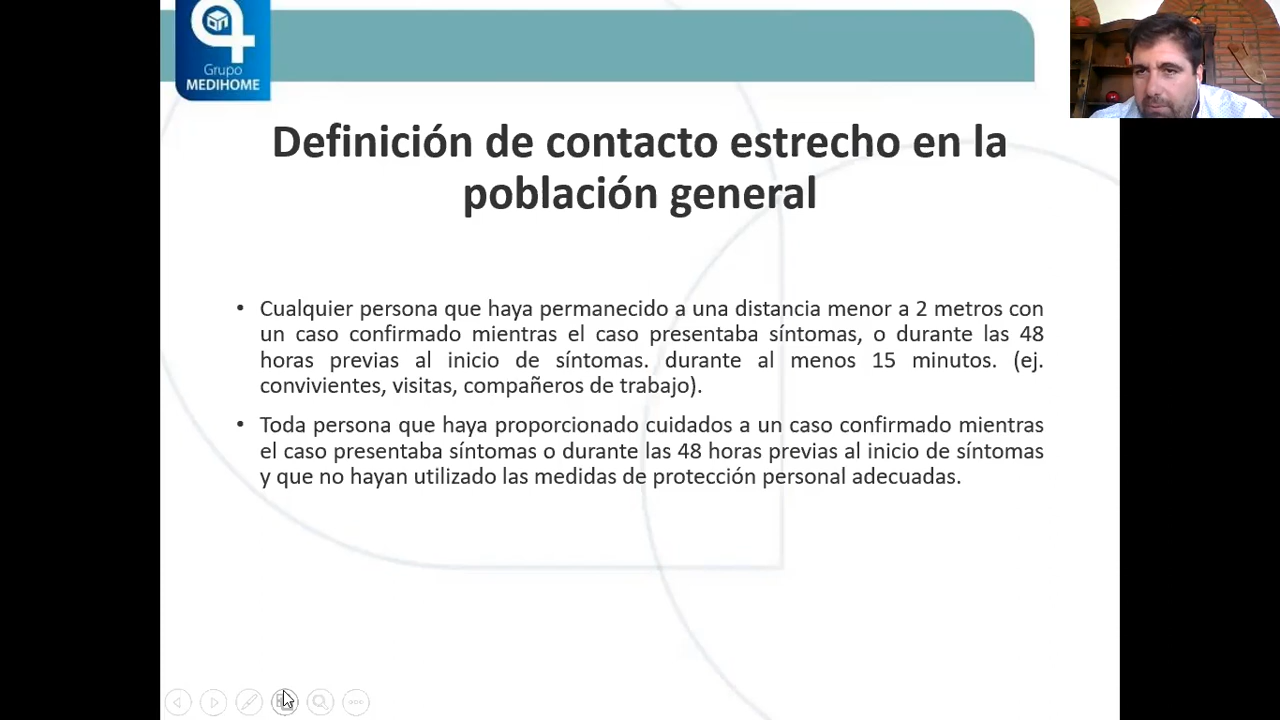 Grupo
MEDIHOME
Definición de contacto estrecho en la
población general
• Cualquier persona que haya permanecido a una distancia menor a 2 metros con
un caso confirmado mientras el caso presentaba síntomas, o durante las 48
horas previas al inicio de síntomas. durante al menos 15 minutos. (ej.
convivientes, visitas, compañeros de trabajo).
• Toda persona que haya proporcionado cuidados a un caso confirmado mientras
el caso presentaba síntomas o durante las 48 horas previas al inicio de síntomas
y que no hayan utilizado las medidas de protección personal adecuadas.